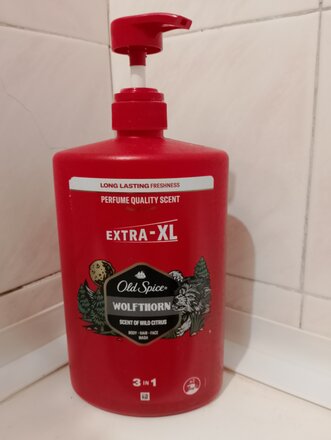 LONG LASTING FRESHNESS
PERFUME QUALITY SCENT
EXTRA-XL
Old Spice
WOLFTHORN
SCENT OF WILD CITRUS
BODY · HAIR · FACE
WASH
3 IN 1